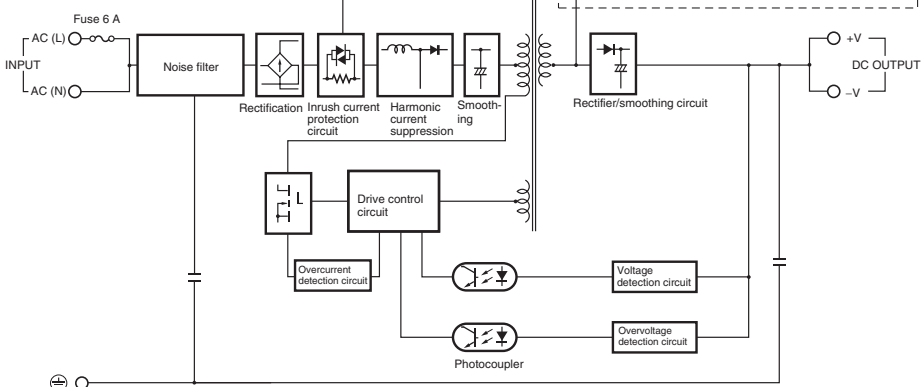 Fuse 6 A
AC (L)
INPUT
AC (N)
Noise filter
Rectification
Inrush current
protection
circuit
Harmonic
current
suppression
Smooth-
ing
Rectifier/smoothing circuit
+V
DC OUTPUT
−V
Drive control
circuit
Overcurrent
detection circuit
Voltage
detection circuit
Overvoltage
detection circuit
Photocoupler